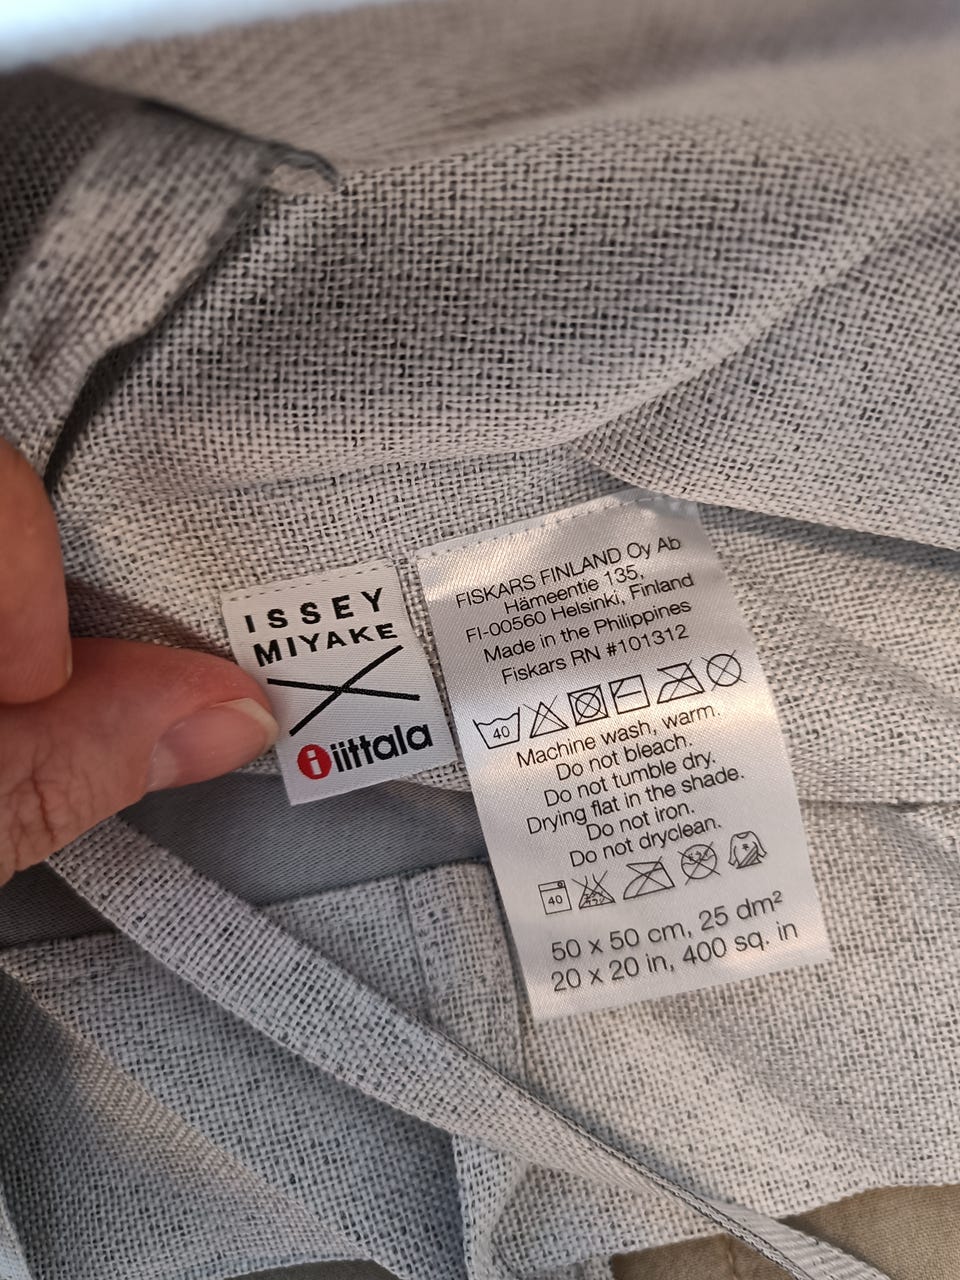 ISSEY
MIYAKE
iittala
FISKARS FINLAND Oy Ab
Hämeentie 135,
FI-00560 Helsinki, Finland
Made in the Philippines
Fiskars RN #101312
40
Machine wash, warm.
Do not bleach.
Do not tumble dry.
Drying flat in the shade.
Do not iron.
Do not dryclean.
40
50 x 50 cm, 25 dm²
20 x 20 in, 400 sq. in